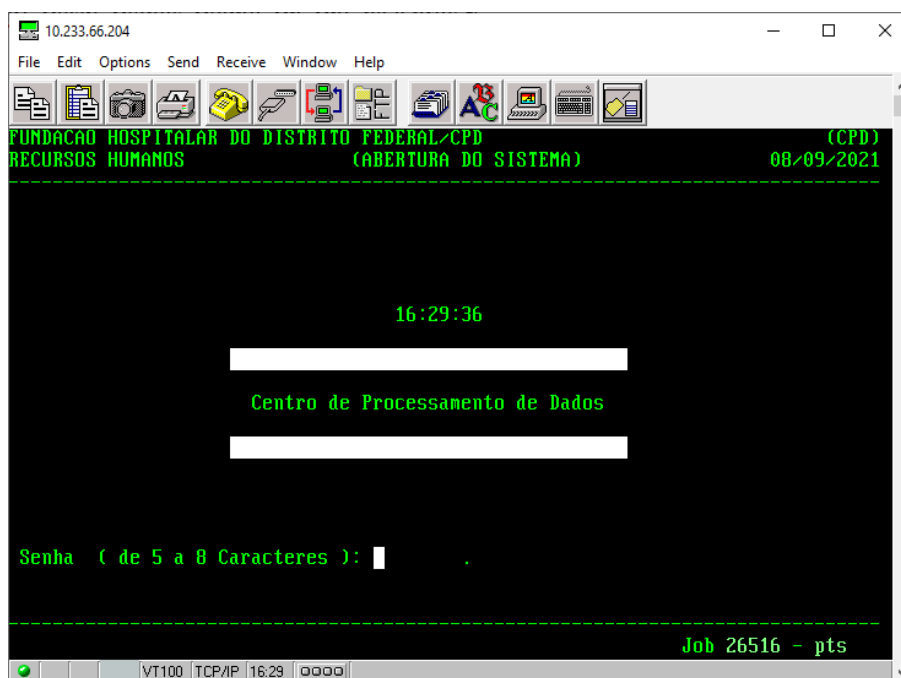 10.233.66.204
File Edit Options Send Receive Window Help
FUNDACAO HOSPITALAR DO DISTRITO FEDERAL/CPD (CPD)
RECURSOS HUMANOS (ABERTURA DO SISTEMA) 08/09/2021
16:29:36
Centro de Processamento de Dados
Senha ( de 5 a 8 Caracteres ): .
Job 26516 - pts
VT100 TCP/IP 16:29